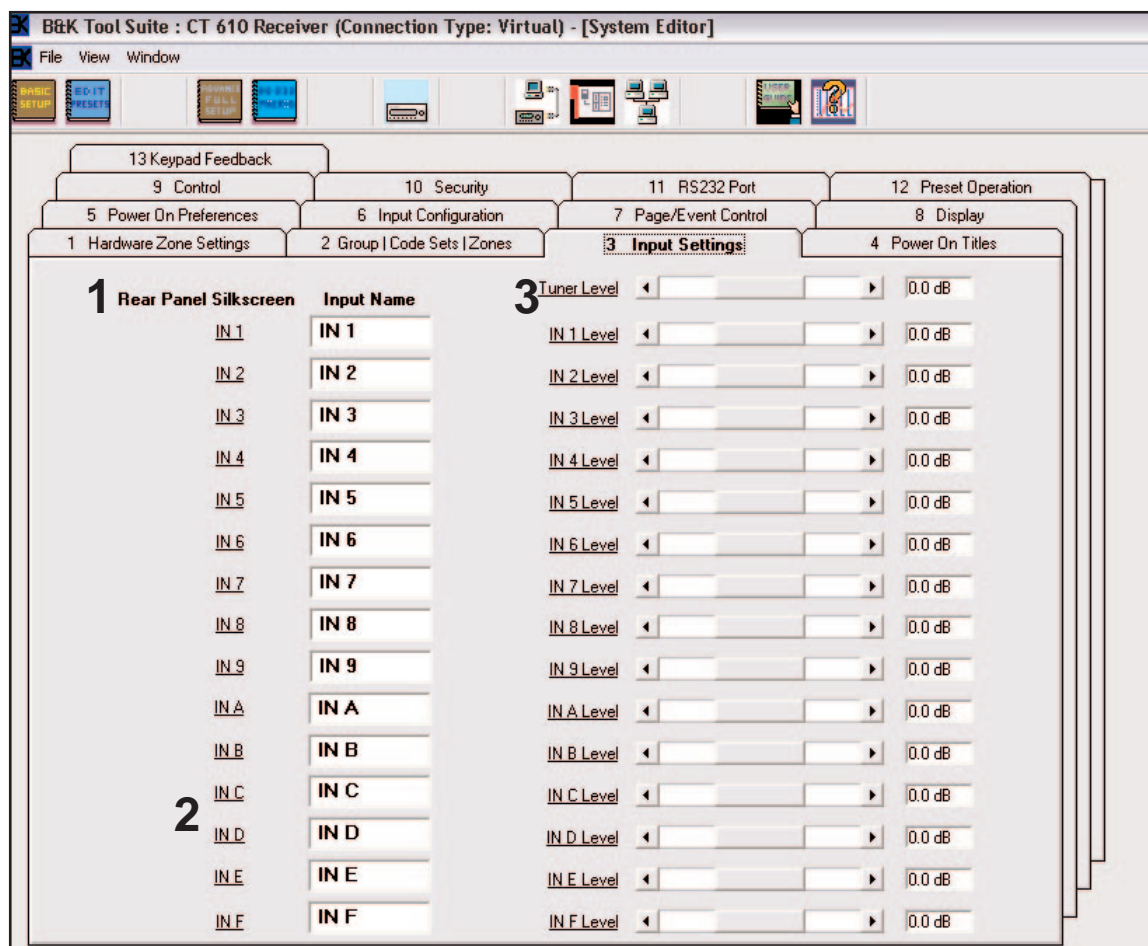 B&K Tool Suite : CT 610 Receiver (Connection Type: Virtual) - [System Editor]
File View Window
BASIC SETUP
EDIT PRESETS
ADVANCE FULL SETUP
USER GUIDE
13 Keypad Feedback
9 Control 10 Security 11 RS232 Port 12 Preset Operation
5 Power On Preferences 6 Input Configuration 7 Page/Event Control 8 Display
1 Hardware Zone Settings 2 Group | Code Sets | Zones 3 Input Settings 4 Power On Titles
1 Rear Panel Silkscreen Input Name 3 Tuner Level 0.0 dB
IN 1 IN 1 IN 1 Level 0.0 dB
IN 2 IN 2 IN 2 Level 0.0 dB
IN 3 IN 3 IN 3 Level 0.0 dB
IN 4 IN 4 IN 4 Level 0.0 dB
IN 5 IN 5 IN 5 Level 0.0 dB
IN 6 IN 6 IN 6 Level 0.0 dB
IN 7 IN 7 IN 7 Level 0.0 dB
IN 8 IN 8 IN 8 Level 0.0 dB
IN 9 IN 9 IN 9 Level 0.0 dB
IN A IN A IN A Level 0.0 dB
IN B IN B IN B Level 0.0 dB
IN C IN C IN C Level 0.0 dB
2
IN D IN D IN D Level 0.0 dB
IN E IN E IN E Level 0.0 dB
IN F IN F IN F Level 0.0 dB